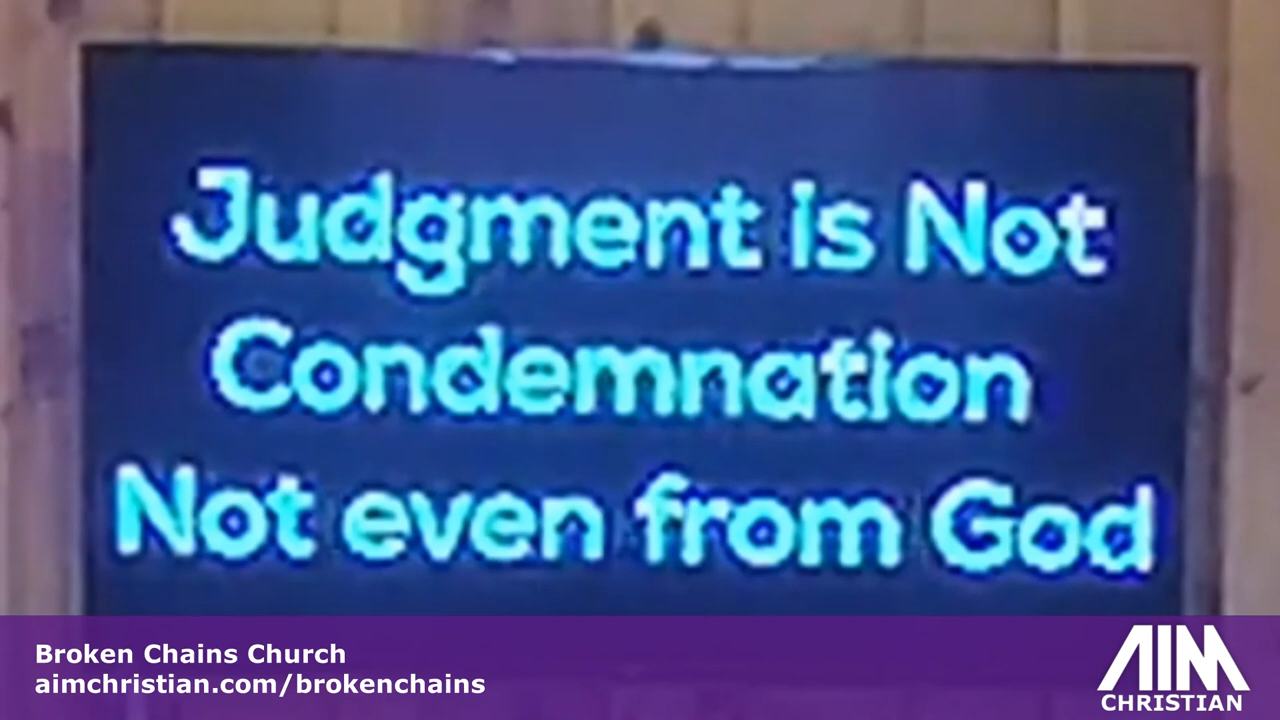 Judgment is Not
Condemnation
Not even from God
Broken Chains Church
aimchristian.com/brokenchains
AIM
CHRISTIAN